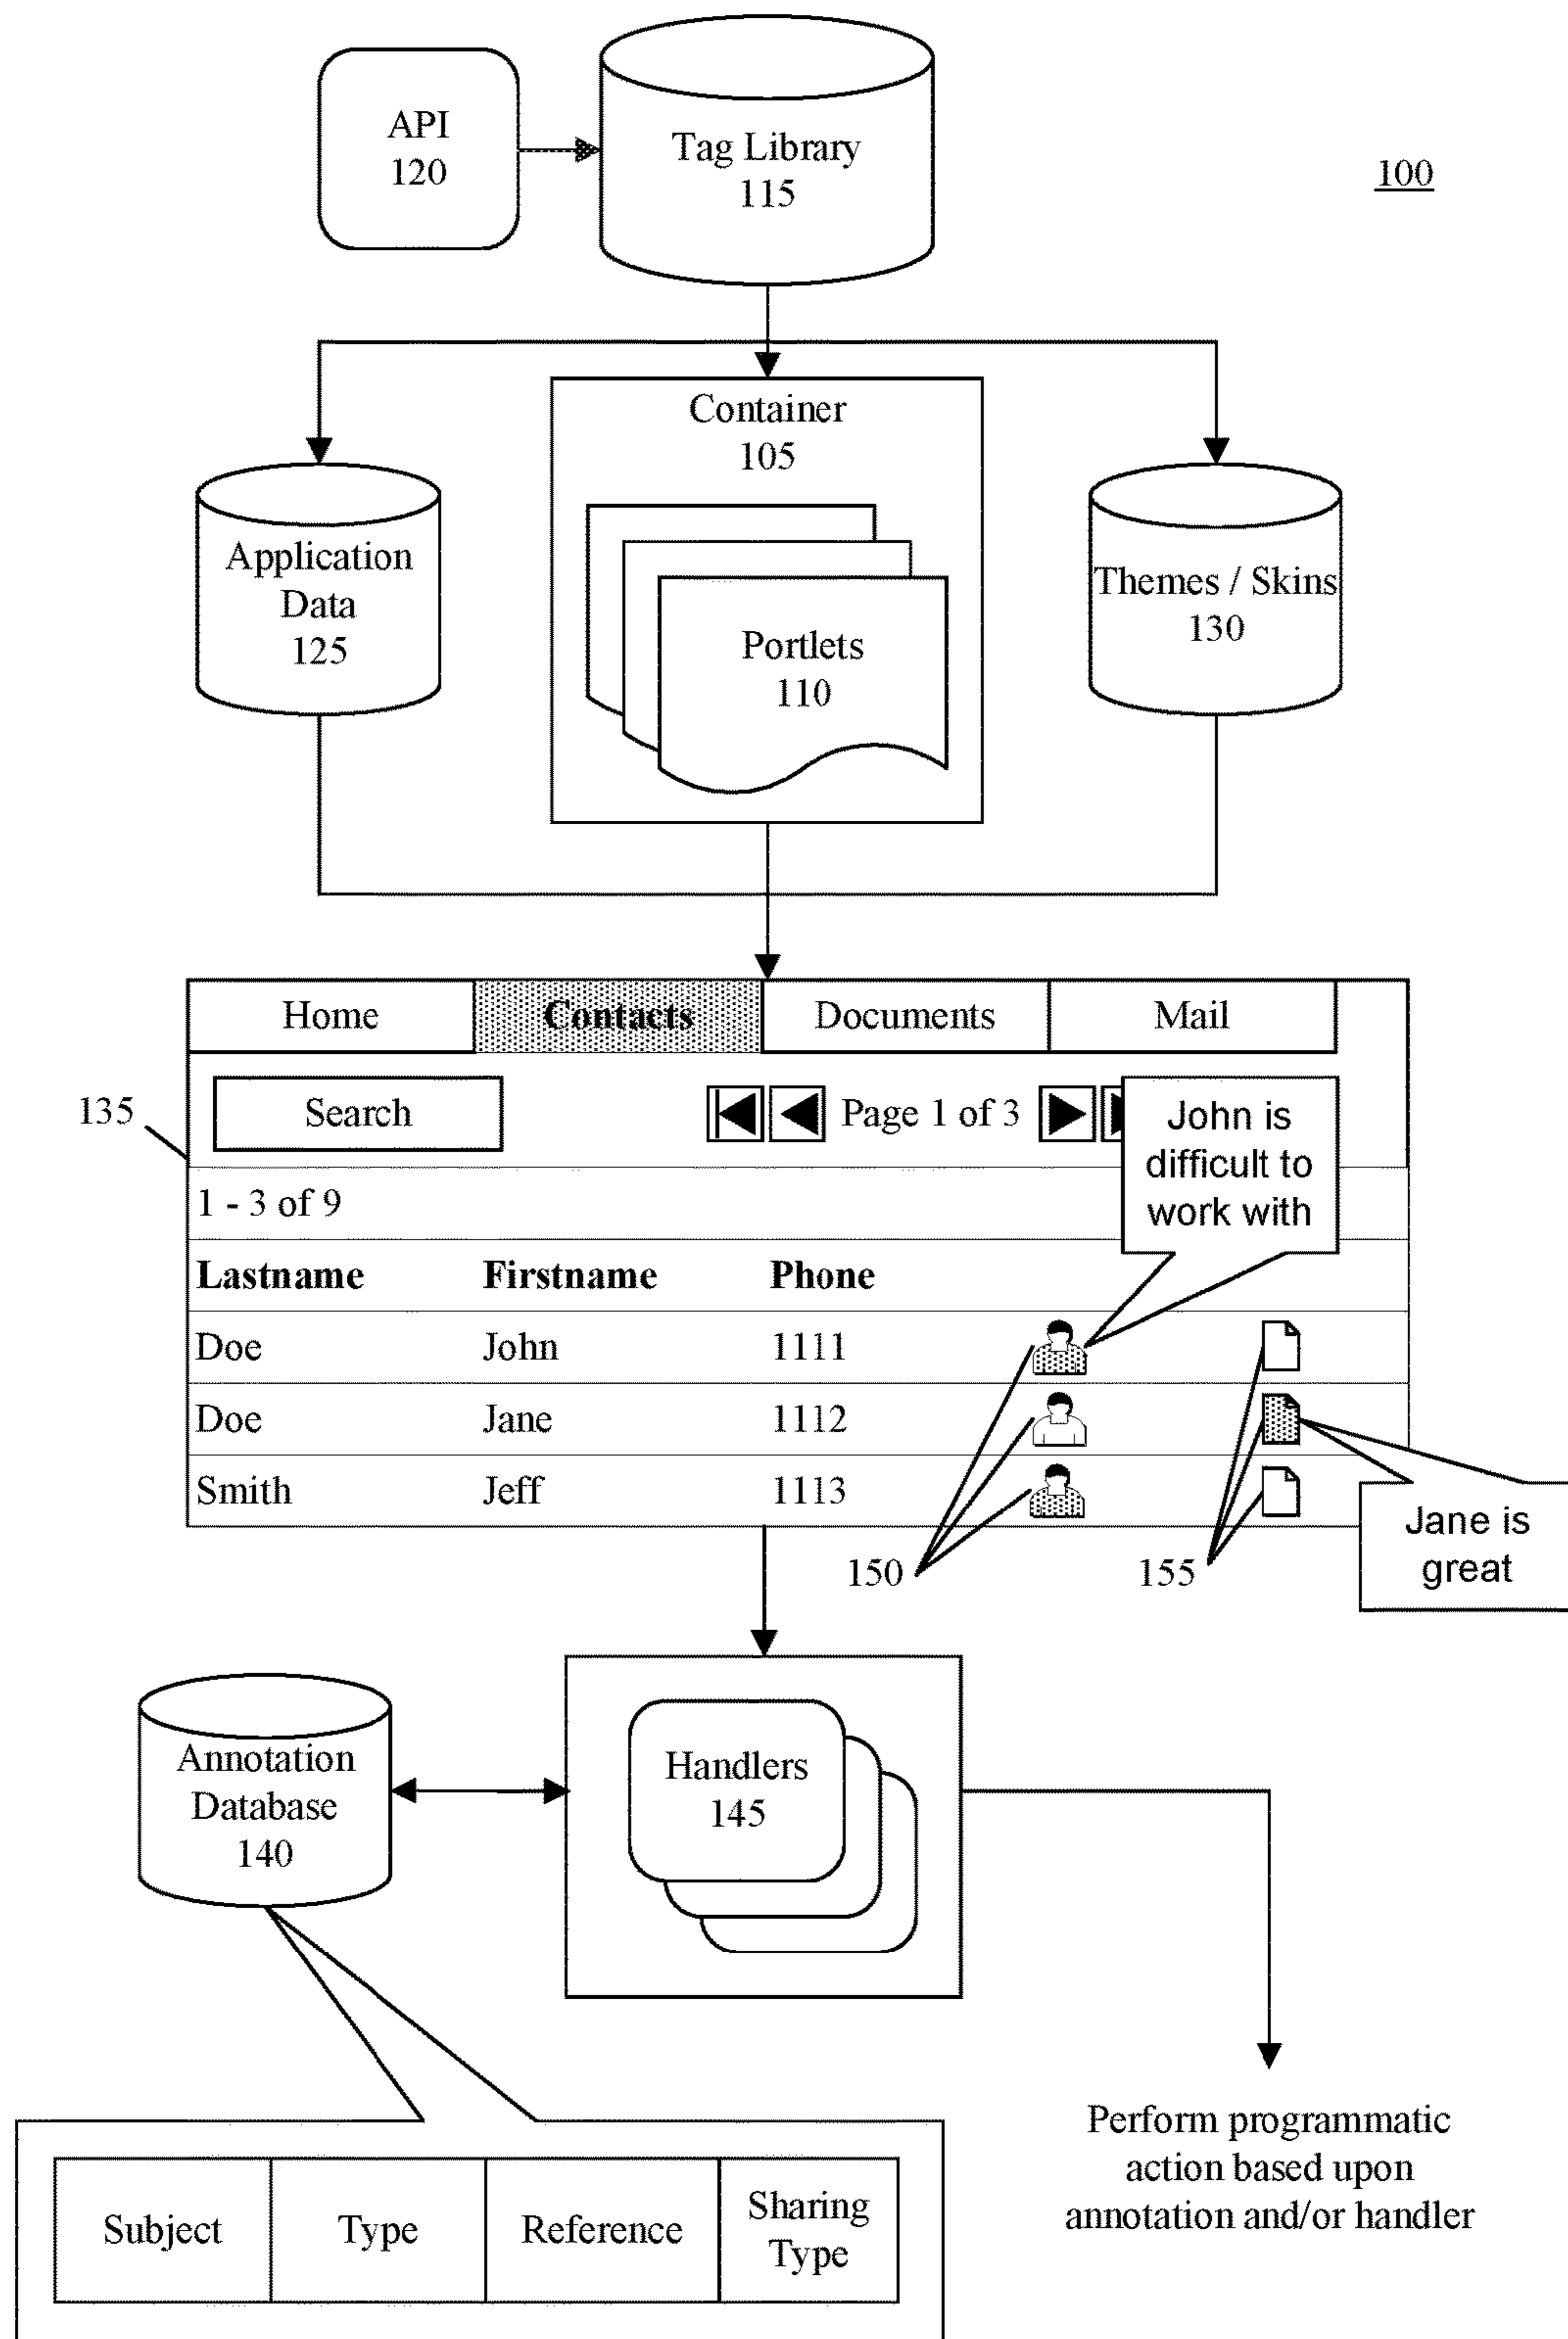 API
120
Tag Library
115
100
Container
105
Application
Data
125
Portlets
110
Themes / Skins
130
Home Contacts Documents Mail
135
Search
Page 1 of 3
John is
difficult to
work with
1 - 3 of 9
Lastname Firstname Phone
Doe John 1111
Doe Jane 1112
Smith Jeff 1113
150
155
Jane is
great
Annotation
Database
140
Handlers
145
Perform programmatic
action based upon
annotation and/or handler
Subject Type Reference Sharing
Type